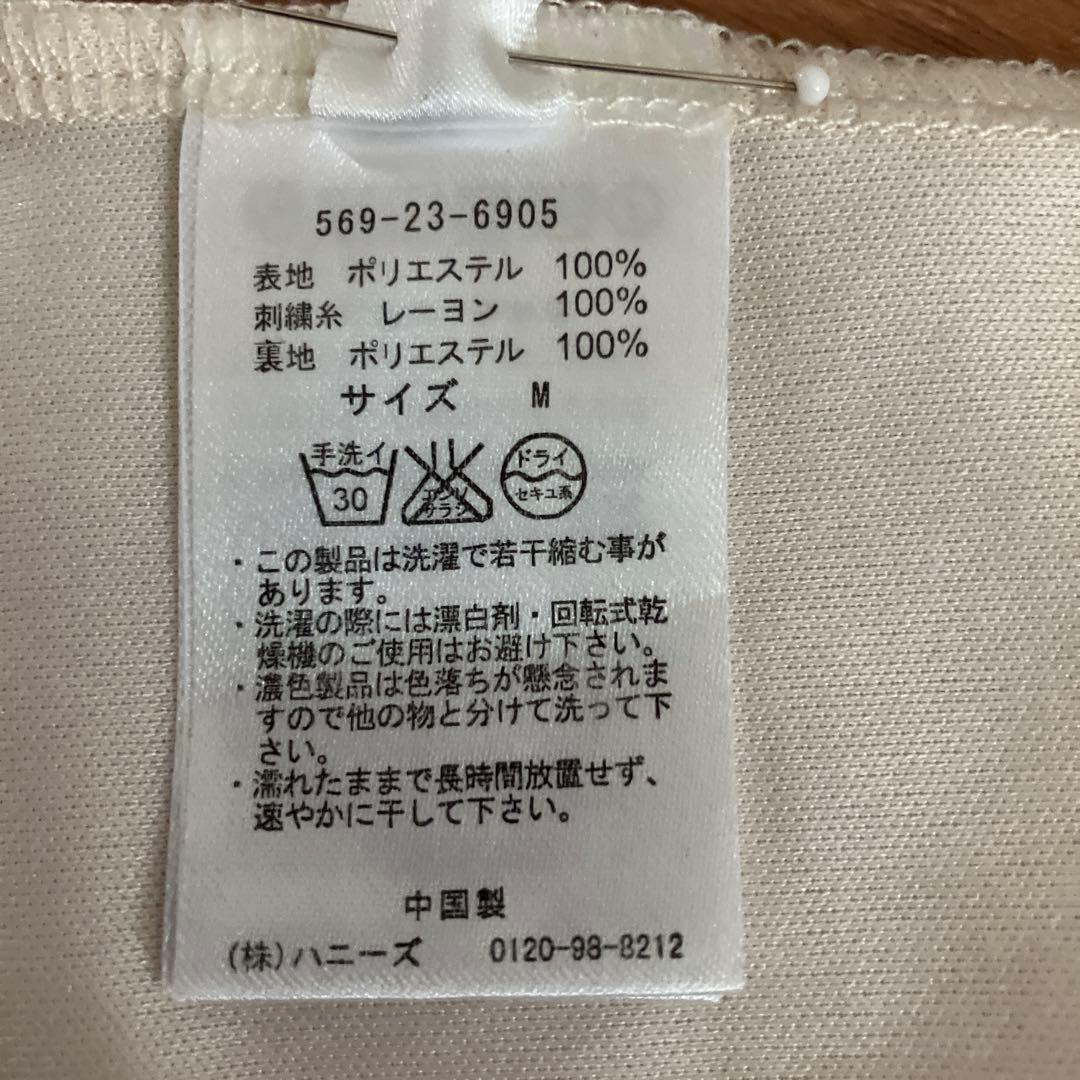 569-23-6905
表地 ポリエステル 100%
刺繍糸 レーヨン 100%
裏地 ポリエステル 100%
サイズ M
手洗イ
30
エンソ
サラシ
ドライ
セキユ系
・この製品は洗濯で若干縮む事が
あります。
・洗濯の際には漂白剤・回転式乾
燥機のご使用はお避け下さい。
・濃色製品は色落ちが懸念されま
すので他の物と分けて洗って下
さい。
・濡れたままで長時間放置せず、
速やかに干して下さい。
中国製
(株)ハニーズ 0120-98-8212